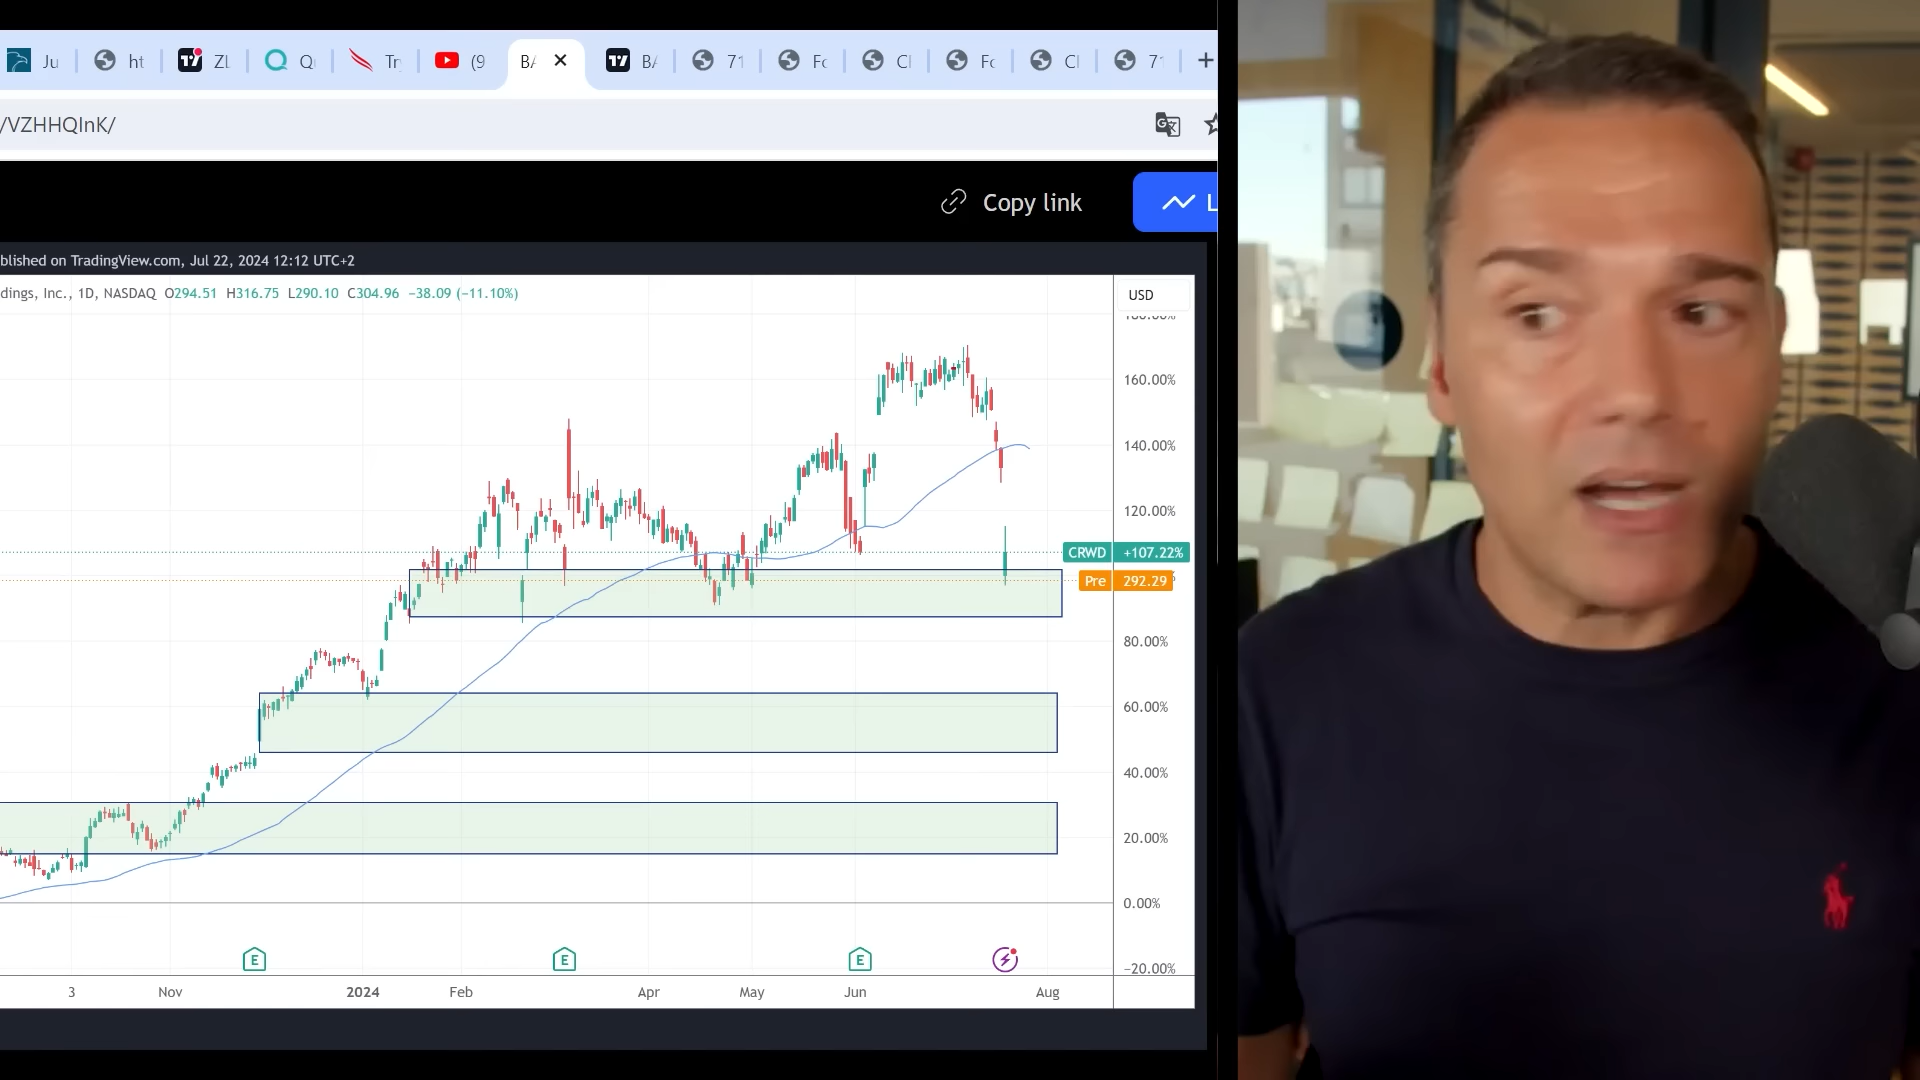 Ju
ht
ZL
Q
Tr
(9
BA
BA
71
Fc
Cl
Fc
Cl
7
/VZHHQInK/
Copy link
L
blished on TradingView.com, Jul 22, 2024 12:12 UTC+2
dings, Inc., 1D, NASDAQ O294.51 H316.75 L290.10 C304.96 −38.09 (−11.10%)
USD
160.00%
140.00%
120.00%
CRWD +107.22%
Pre 292.29
80.00%
60.00%
40.00%
20.00%
0.00%
−20.00%
E E E
3 Nov 2024 Feb Apr May Jun Aug